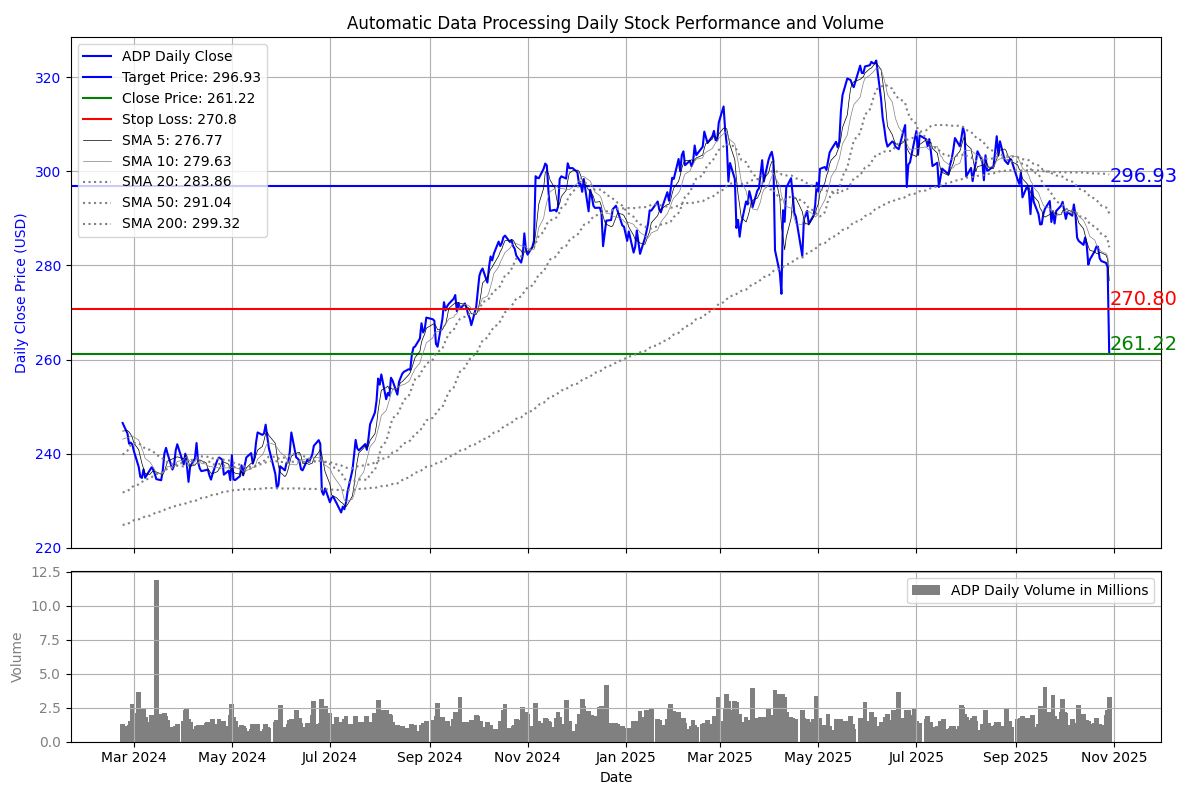 Automatic Data Processing Daily Stock Performance and Volume
ADP Daily Close
Target Price: 296.93
Close Price: 261.22
Stop Loss: 270.8
SMA 5: 276.77
SMA 10: 279.63
SMA 20: 283.86
SMA 50: 291.04
SMA 200: 299.32
Daily Close Price (USD)
320
300
280
260
240
220
296.93
270.80
261.22
ADP Daily Volume in Millions
Volume
12.5
10.0
7.5
5.0
2.5
0.0
Mar 2024
May 2024
Jul 2024
Sep 2024
Nov 2024
Jan 2025
Mar 2025
May 2025
Jul 2025
Sep 2025
Nov 2025
Date